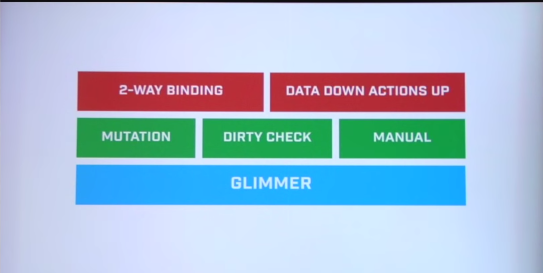 2-WAY BINDING
DATA DOWN ACTIONS UP
MUTATION
DIRTY CHECK
MANUAL
GLIMMER